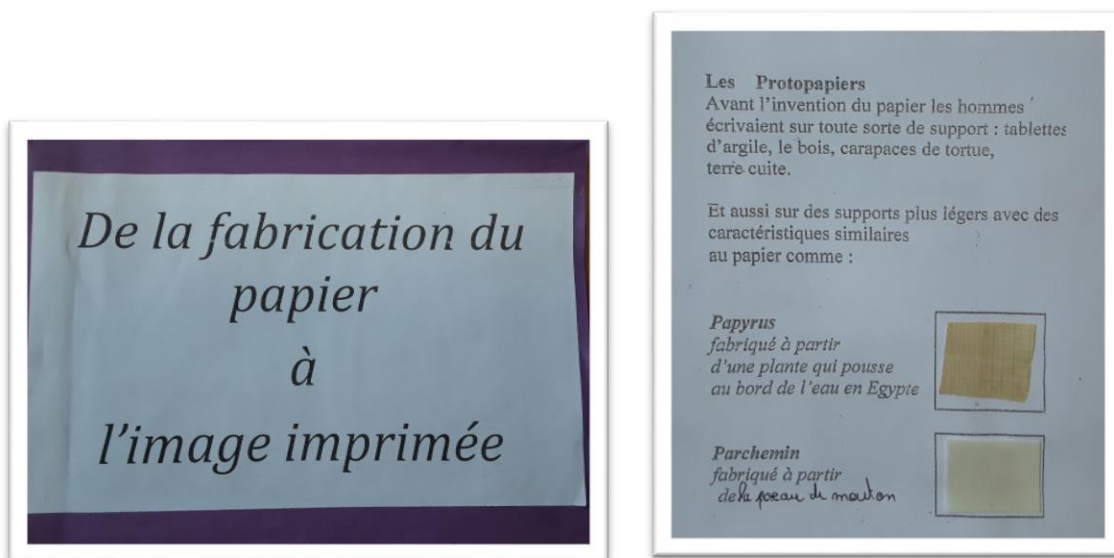 De la fabrication du
papier
à
l'image imprimée
Les Protopapiers
Avant l'invention du papier les hommes
écrivaient sur toute sorte de support : tablettes
d'argile, le bois, carapaces de tortue,
terre cuite.
Et aussi sur des supports plus légers avec des
caractéristiques similaires
au papier comme :
Papyrus
fabriqué à partir
d'une plante qui pousse
au bord de l'eau en Egypte
Parchemin
fabriqué à partir
de la peau de mouton